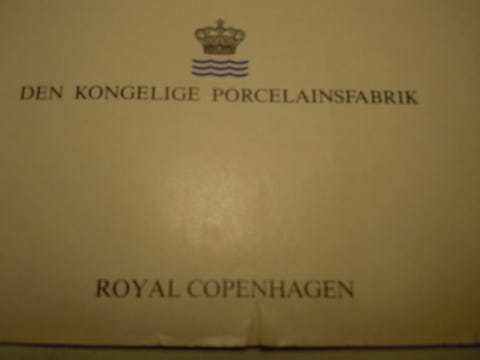 DEN KONGELIGE PORCELAINSFABRIK
ROYAL COPENHAGEN